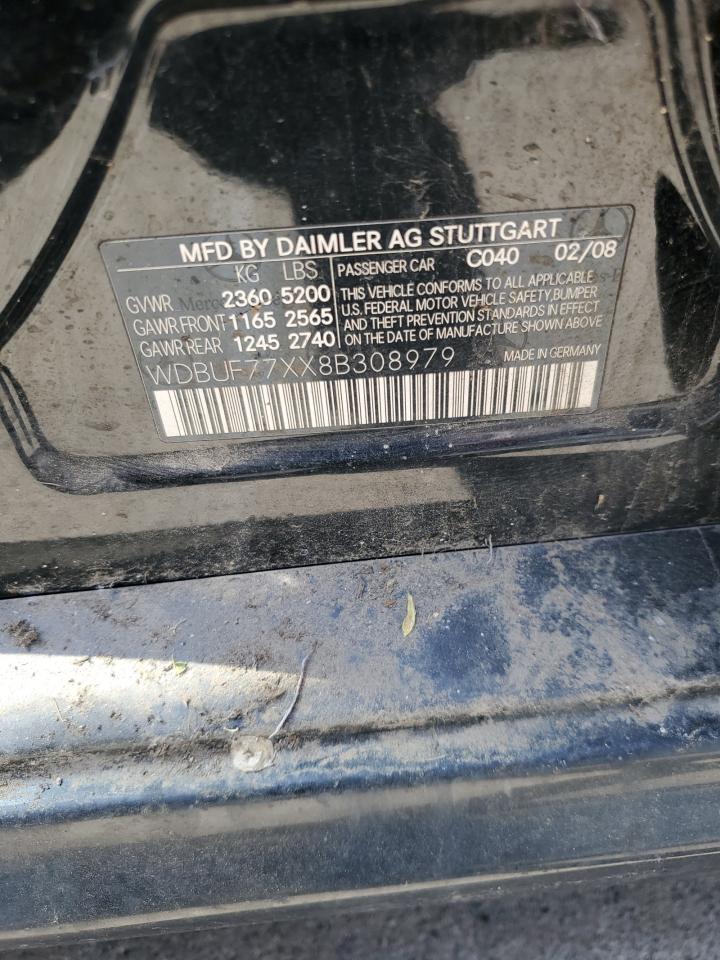 MFD BY DAIMLER AG STUTTGART
KG LBS PASSENGER CAR C040 02/08
GVWR 2360 5200 THIS VEHICLE CONFORMS TO ALL APPLICABLE
GAWR FRONT 1165 2565 U.S. FEDERAL MOTOR VEHICLE SAFETY, BUMPER
GAWR REAR 1245 2740 AND THEFT PREVENTION STANDARDS IN EFFECT
ON THE DATE OF MANUFACTURE SHOWN ABOVE.
WDBUF77XX8B308979 MADE IN GERMANY